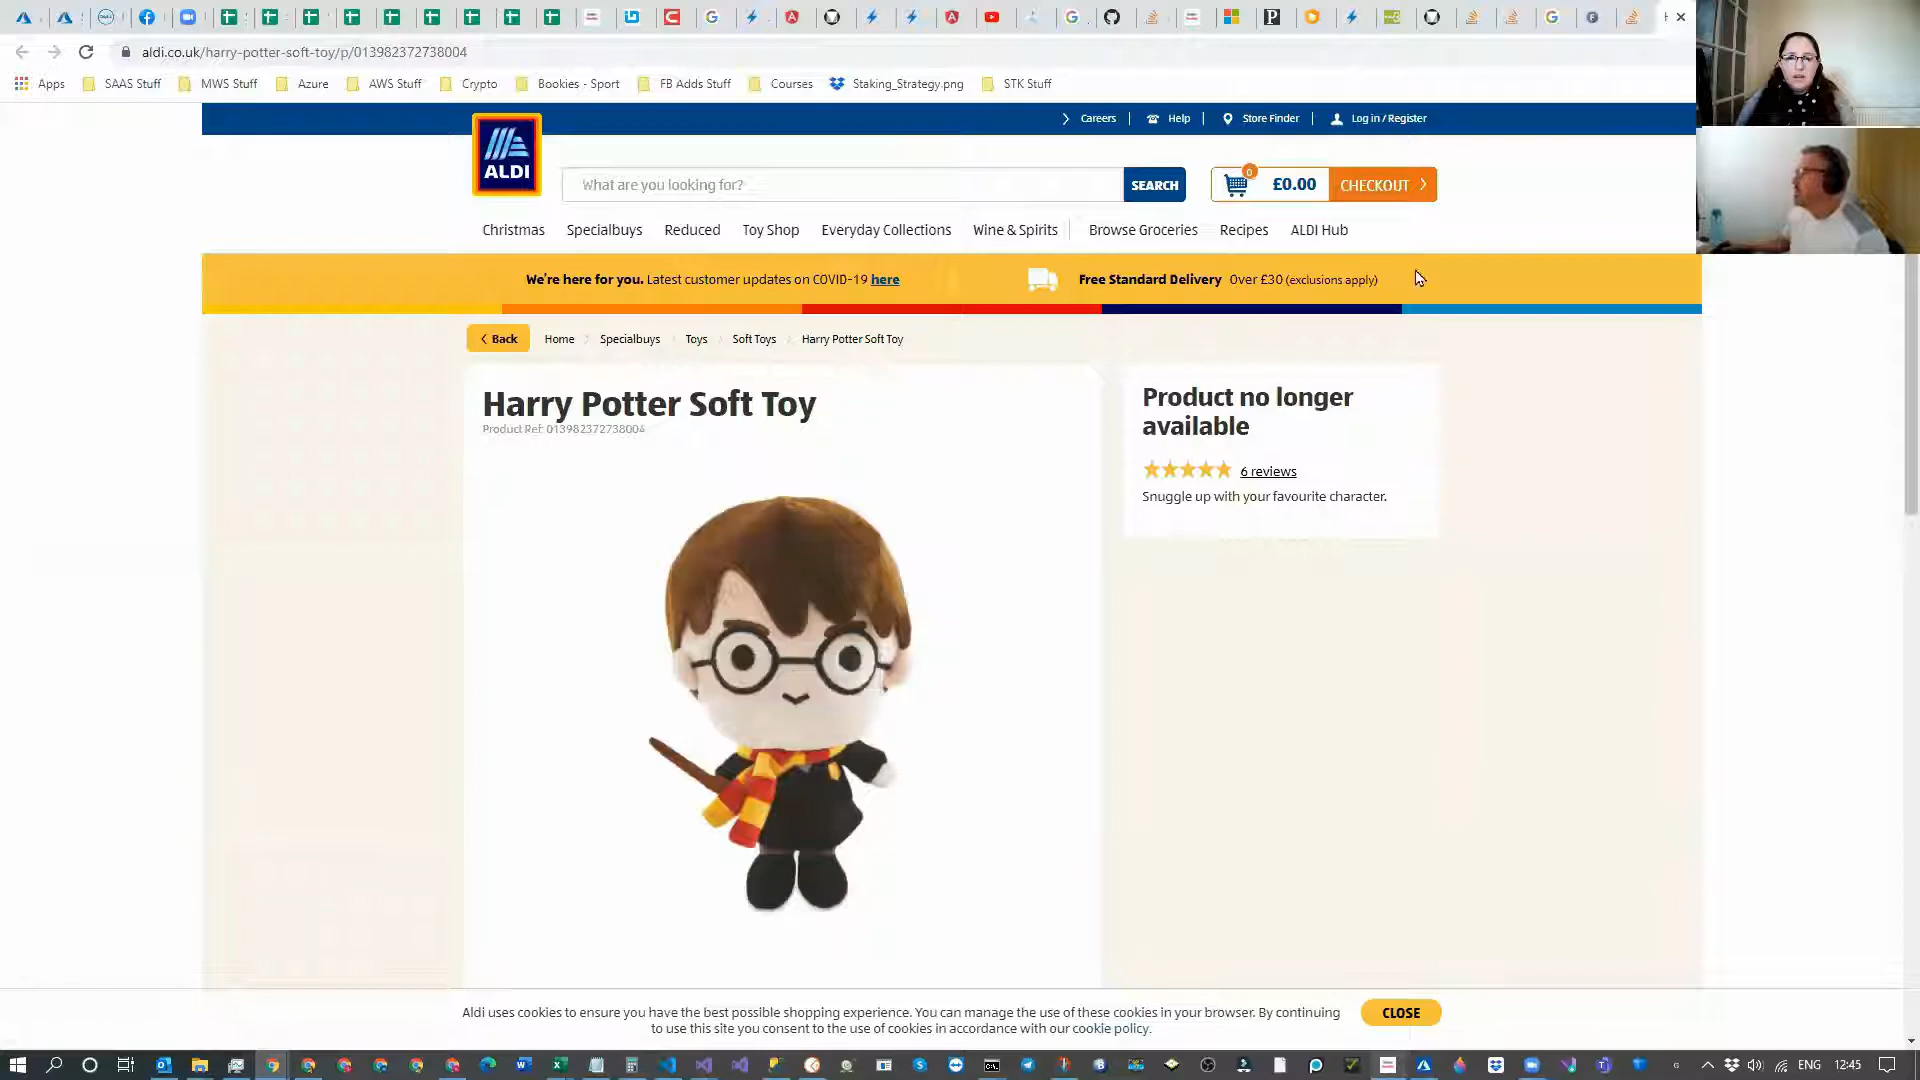 aldi.co.uk/harry-potter-soft-toy/p/013982372738004
Apps SAAS Stuff MWS Stuff Azure AWS Stuff Crypto Bookies - Sport FB Adds Stuff Courses Staking_Strategy.png STK Stuff
Careers Help Store Finder Log in / Register
ALDI
What are you looking for?
SEARCH
0
£0.00
CHECKOUT
Christmas Specialbuys Reduced Toy Shop Everyday Collections Wine & Spirits Browse Groceries Recipes ALDI Hub
We're here for you. Latest customer updates on COVID-19 here
Free Standard Delivery Over £30 (exclusions apply)
Back Home Specialbuys Toys Soft Toys Harry Potter Soft Toy
Harry Potter Soft Toy
Product Ref: 013982372738004
Product no longer
available
6 reviews
Snuggle up with your favourite character.
Aldi uses cookies to ensure you have the best possible shopping experience. You can manage the use of these cookies in your browser. By continuing
to use this site you consent to the use of cookies in accordance with our cookie policy.
CLOSE
ENG 12:45